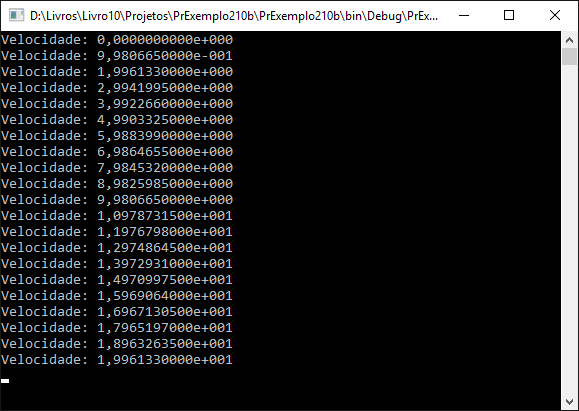 D:\Livros\Livro10\Projetos\PrExemplo210b\PrExemplo210b\bin\Debug\PrEx...
Velocidade: 0,0000000000e+000
Velocidade: 9,9806650000e-001
Velocidade: 1,9961330000e+000
Velocidade: 2,9941995000e+000
Velocidade: 3,9922660000e+000
Velocidade: 4,9903325000e+000
Velocidade: 5,9883990000e+000
Velocidade: 6,9864655000e+000
Velocidade: 7,9845320000e+000
Velocidade: 8,9825985000e+000
Velocidade: 9,9806650000e+000
Velocidade: 1,0978731500e+001
Velocidade: 1,1976798000e+001
Velocidade: 1,2974864500e+001
Velocidade: 1,3972931000e+001
Velocidade: 1,4970997500e+001
Velocidade: 1,5969064000e+001
Velocidade: 1,6967130500e+001
Velocidade: 1,7965197000e+001
Velocidade: 1,8963263500e+001
Velocidade: 1,9961330000e+001